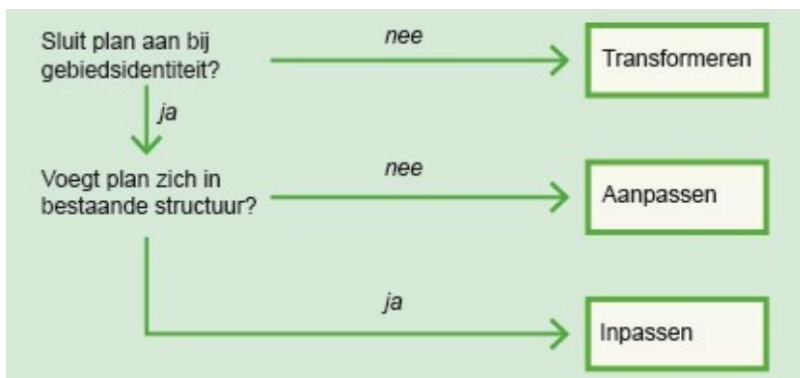 Sluit plan aan bij
gebiedsidentiteit?
nee
Transformeren
ja
Voegt plan zich in
bestaande structuur?
nee
Aanpassen
ja
Inpassen